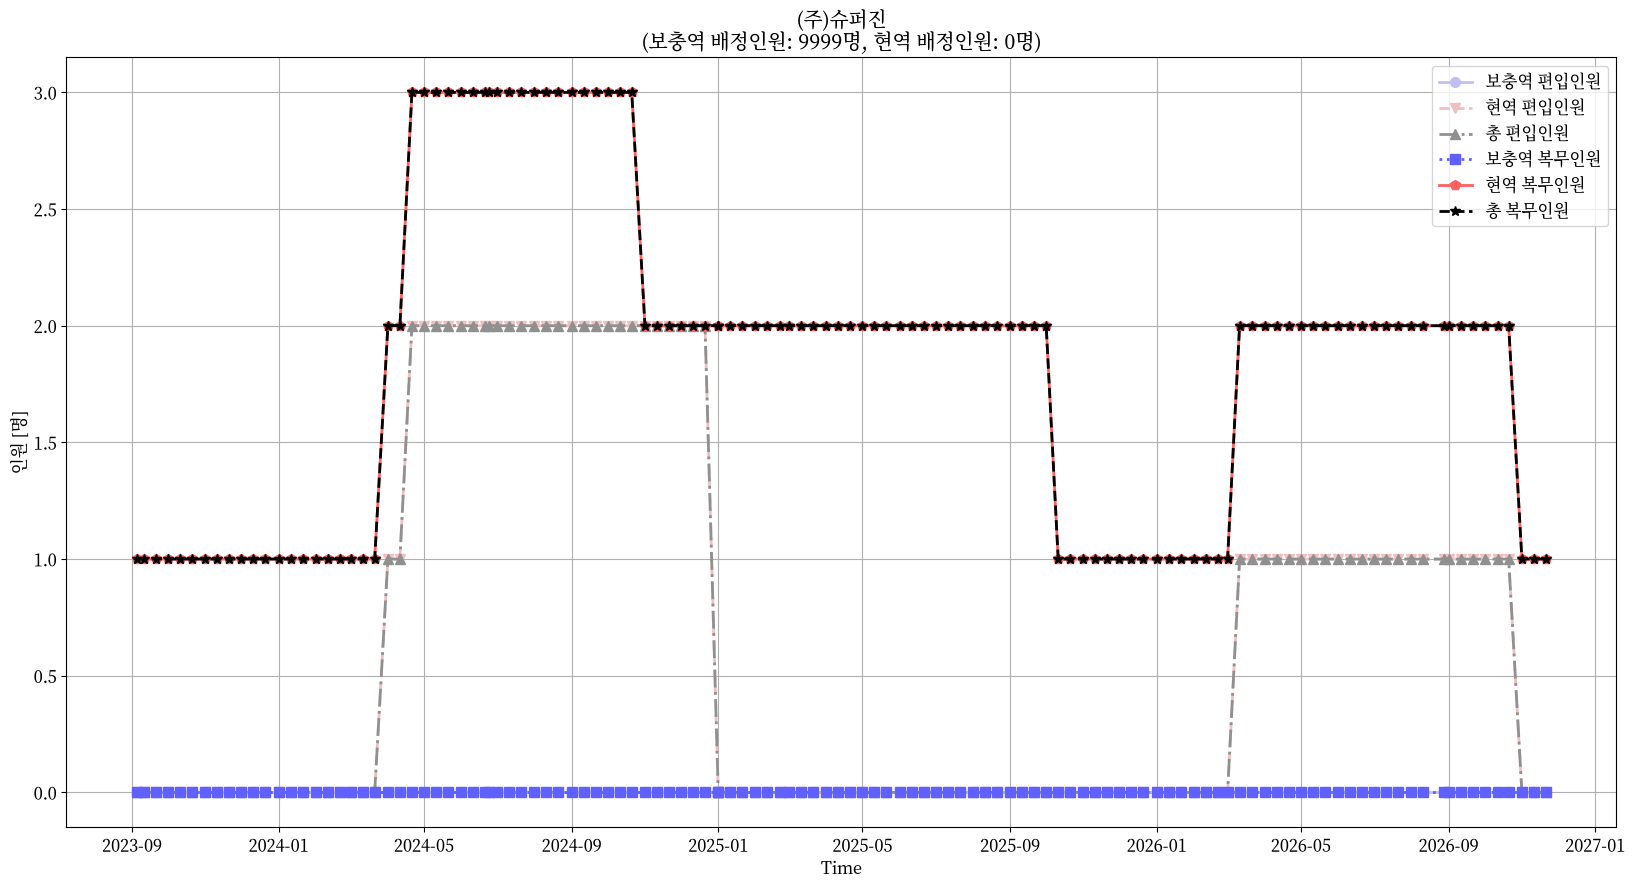 (주)슈퍼진
(보충역 배정인원: 9999명, 현역 배정인원: 0명)
보충역 편입인원
현역 편입인원
총 편입인원
보충역 복무인원
현역 복무인원
총 복무인원
인원 [명]
3.0
2.5
2.0
1.5
1.0
0.5
0.0
2023-09
2024-01
2024-05
2024-09
2025-01
2025-05
2025-09
2026-01
2026-05
2026-09
2027-01
Time